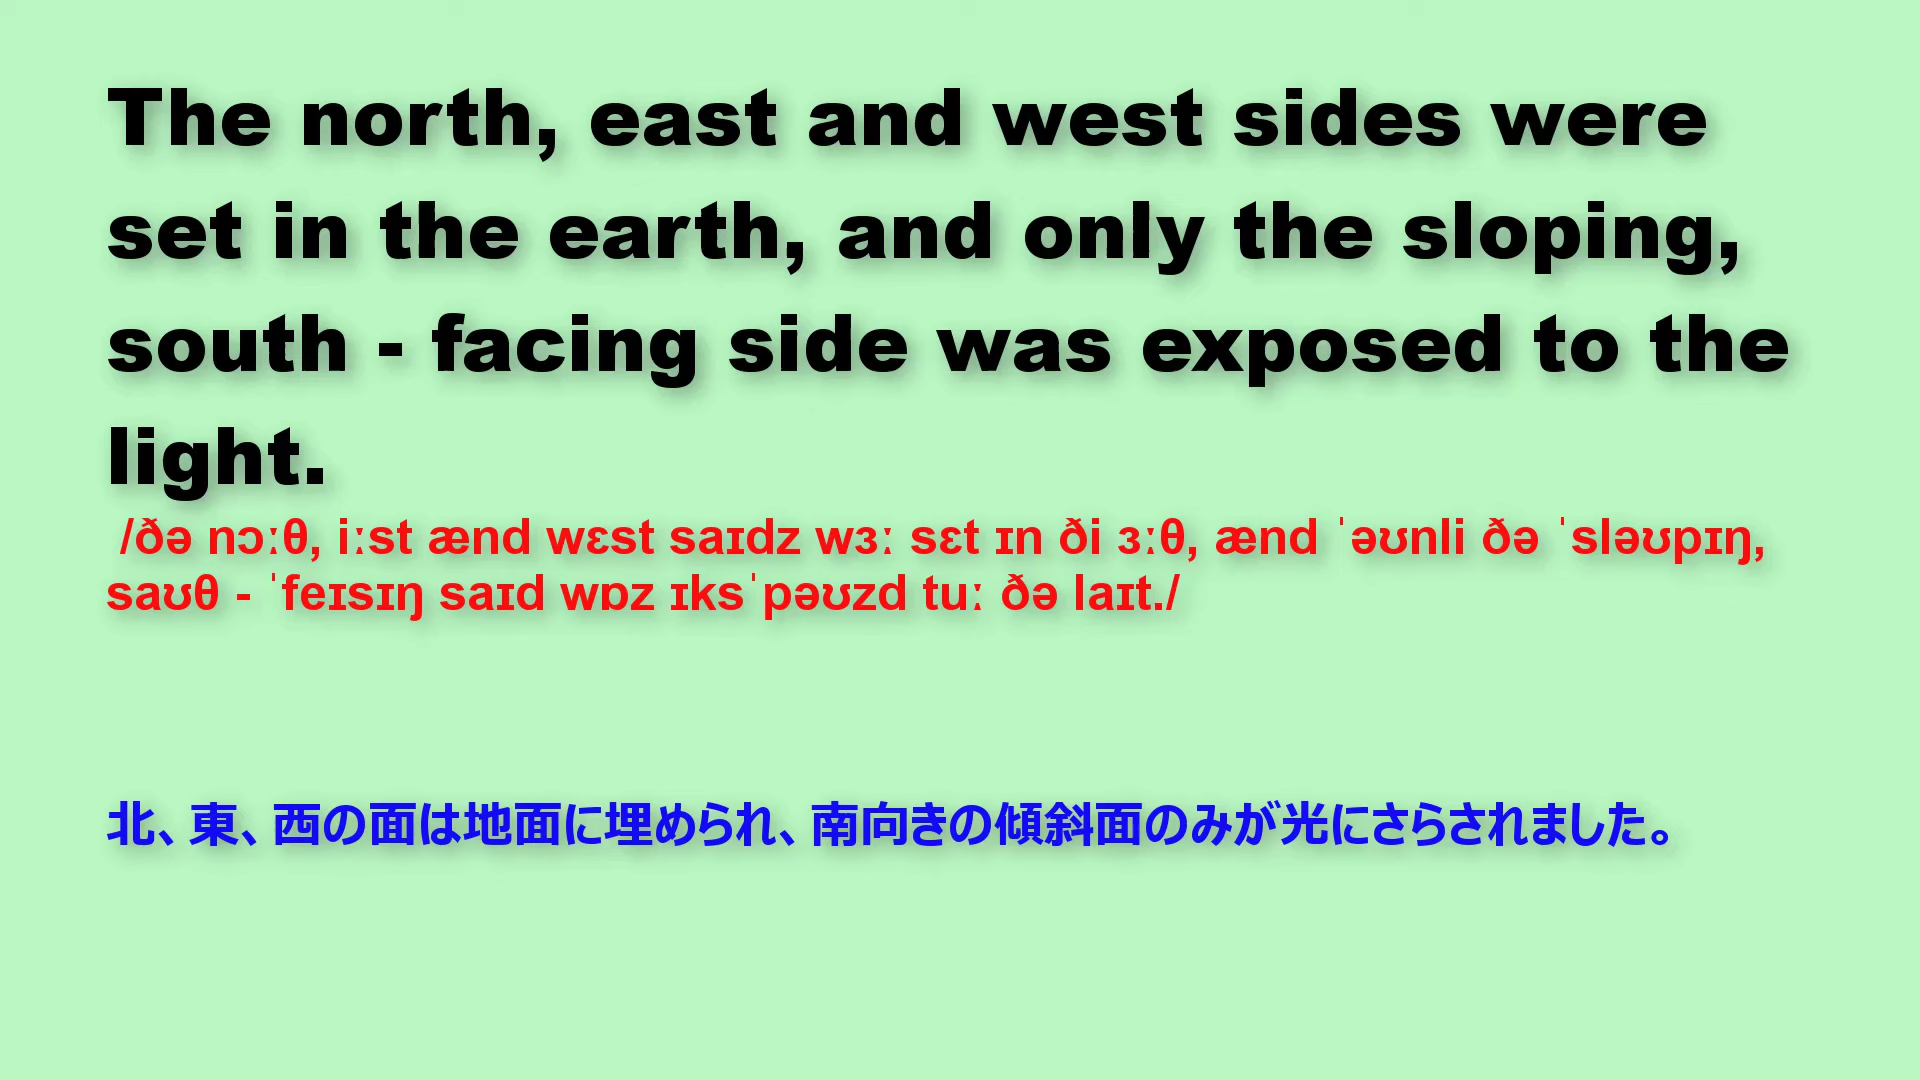 The north, east and west sides were
set in the earth, and only the sloping,
south - facing side was exposed to the
light.
/ðə nɔːθ, iːst ænd wɛst saɪdz wɜː sɛt ɪn ði ɜːθ, ænd ˈəʊnli ðə ˈsləʊpɪŋ,
saʊθ - ˈfeɪsɪŋ saɪd wɒz ɪksˈpəʊzd tuː ðə laɪt./
北、東、西の面は地面に埋められ、南向きの傾斜面のみが光にさらされました。